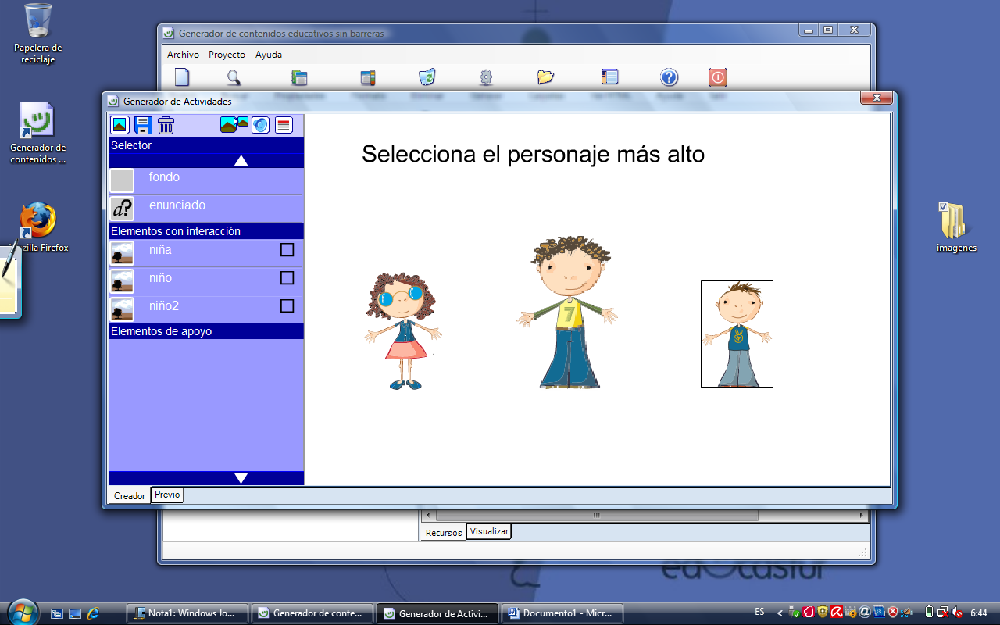 Papelera de
reciclaje
Generador de
contenidos ...
zilla Firefox
imagenes
Generador de contenidos educativos sin barreras
Archivo Proyecto Ayuda
Generador de Actividades
Selector
fondo
a?
enunciado
Elementos con interacción
niña
niño
niño2
Elementos de apoyo
Creador Previo
Selecciona el personaje más alto
7
Recursos Visualizar
educastur
Nota1: Windows Jo... Generador de conte... Generador de Activi... Documento1 - Micr... ES 6:44